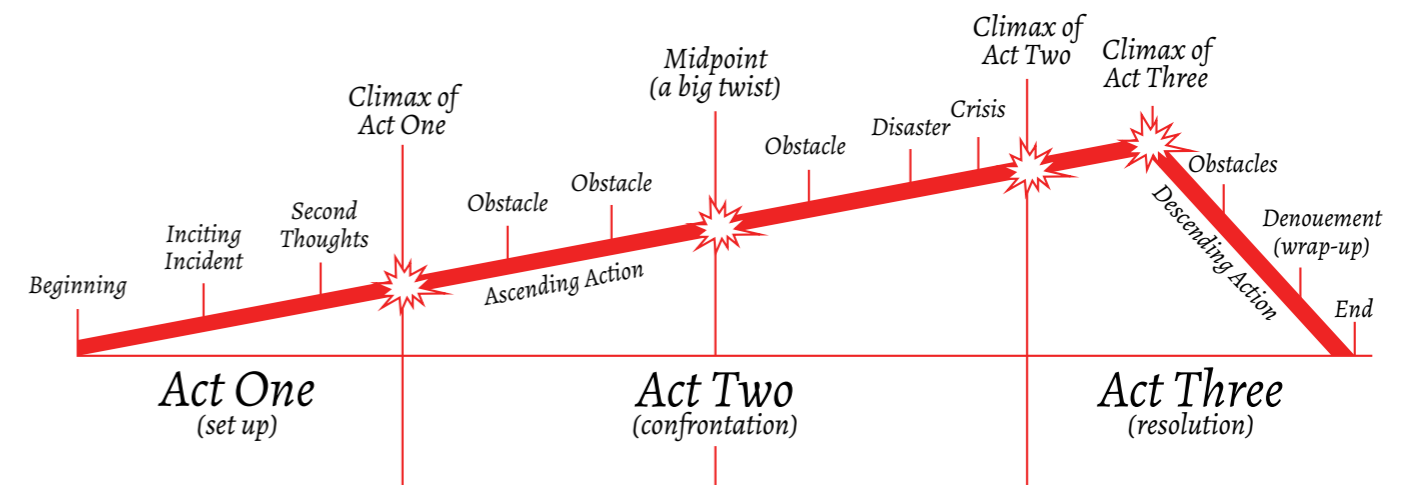 Beginning
Inciting
Incident
Second
Thoughts
Climax of
Act One
Obstacle
Obstacle
Ascending Action
Midpoint
(a big twist)
Obstacle
Disaster
Crisis
Climax of
Act Two
Climax of
Act Three
Obstacles
Descending Action
Denouement
(wrap-up)
End
Act One
(set up)
Act Two
(confrontation)
Act Three
(resolution)